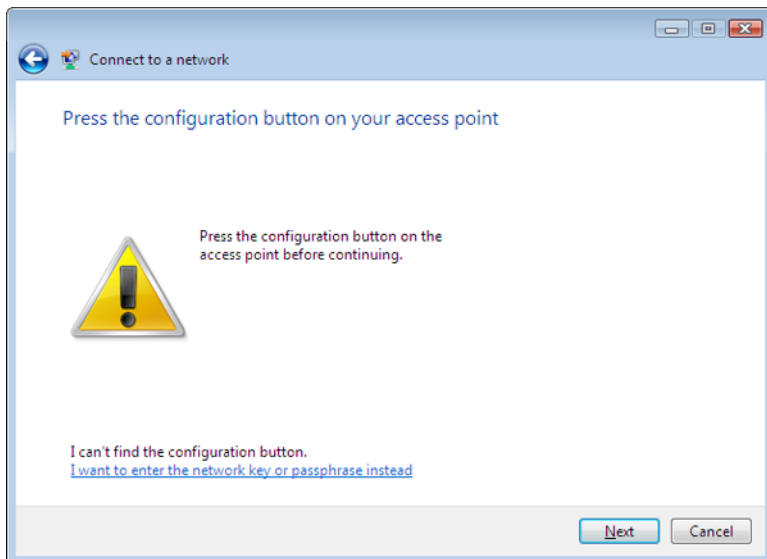 Connect to a network
Press the configuration button on your access point
Press the configuration button on the
access point before continuing.
I can't find the configuration button.
I want to enter the network key or passphrase instead
Next
Cancel